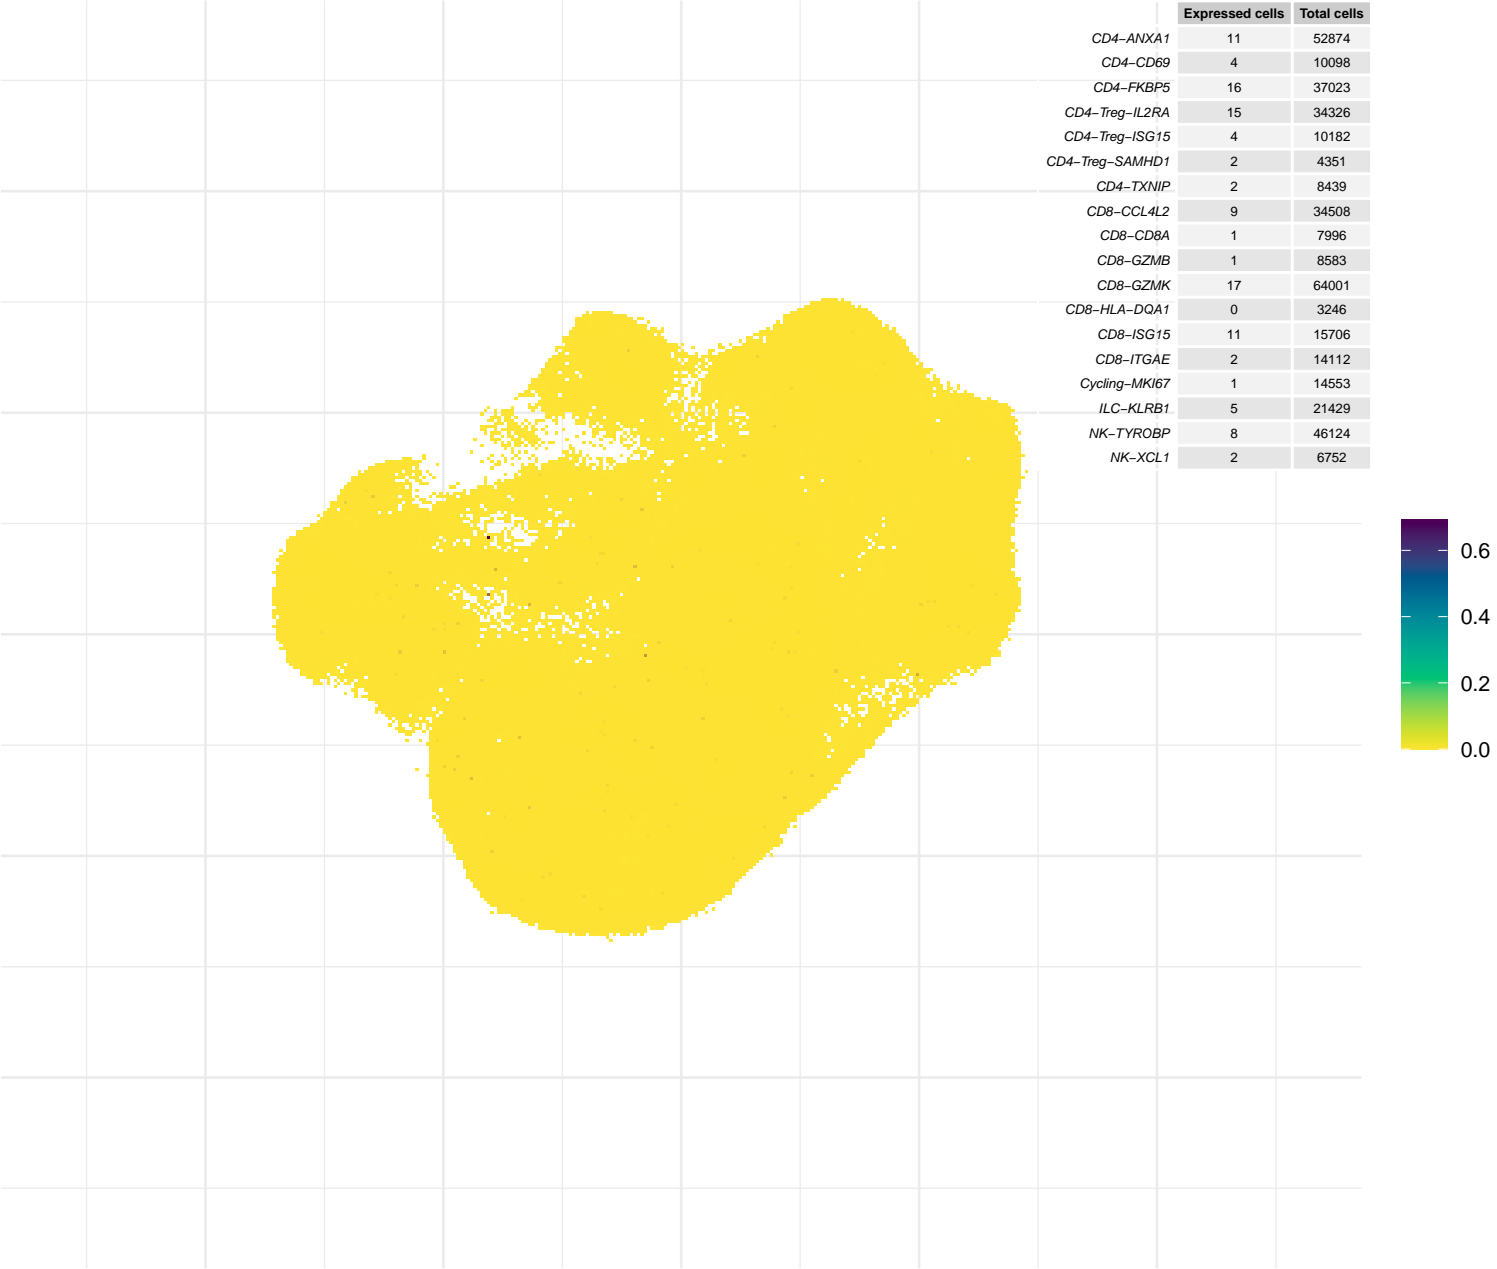 Expressed cells Total cells
CD4−ANXA1 11 52874
CD4−CD69 4 10098
CD4−FKBP5 16 37023
CD4−Treg−IL2RA 15 34326
CD4−Treg−ISG15 4 10182
CD4−Treg−SAMHD1 2 4351
CD4−TXNIP 2 8439
CD8−CCL4L2 9 34508
CD8−CD8A 1 7996
CD8−GZMB 1 8583
CD8−GZMK 17 64001
CD8−HLA−DQA1 0 3246
CD8−ISG15 11 15706
CD8−ITGAE 2 14112
Cycling−MKI67 1 14553
ILC−KLRB1 5 21429
NK−TYROBP 8 46124
NK−XCL1 2 6752
0.6
0.4
0.2
0.0